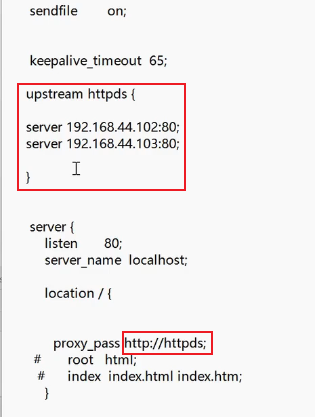 sendfile on;
keepalive_timeout 65;
upstream httpds {
server 192.168.44.102:80;
server 192.168.44.103:80;
}
server {
listen 80;
server_name localhost;
location / {
proxy_pass http://httpds;
# root html;
# index index.html index.htm;
}